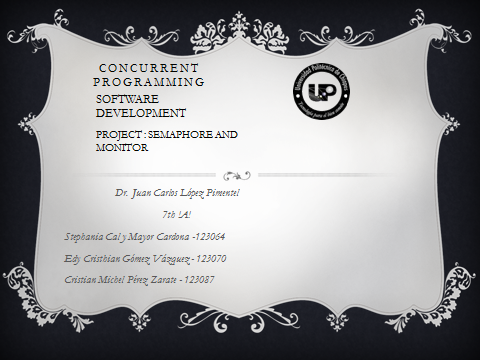 CONCURRENT
PROGRAMMING
SOFTWARE
DEVELOPMENT
PROJECT : SEMAPHORE AND
MONITOR
Universidad Politécnica de Chiapas
UP
Dr. Juan Carlos López Pimentel
7th !A!
Stephania Cal y Mayor Cardona -123064
Edy Cristhian Gómez Vázquez - 123070
Cristian Michel Pérez Zarate - 123087